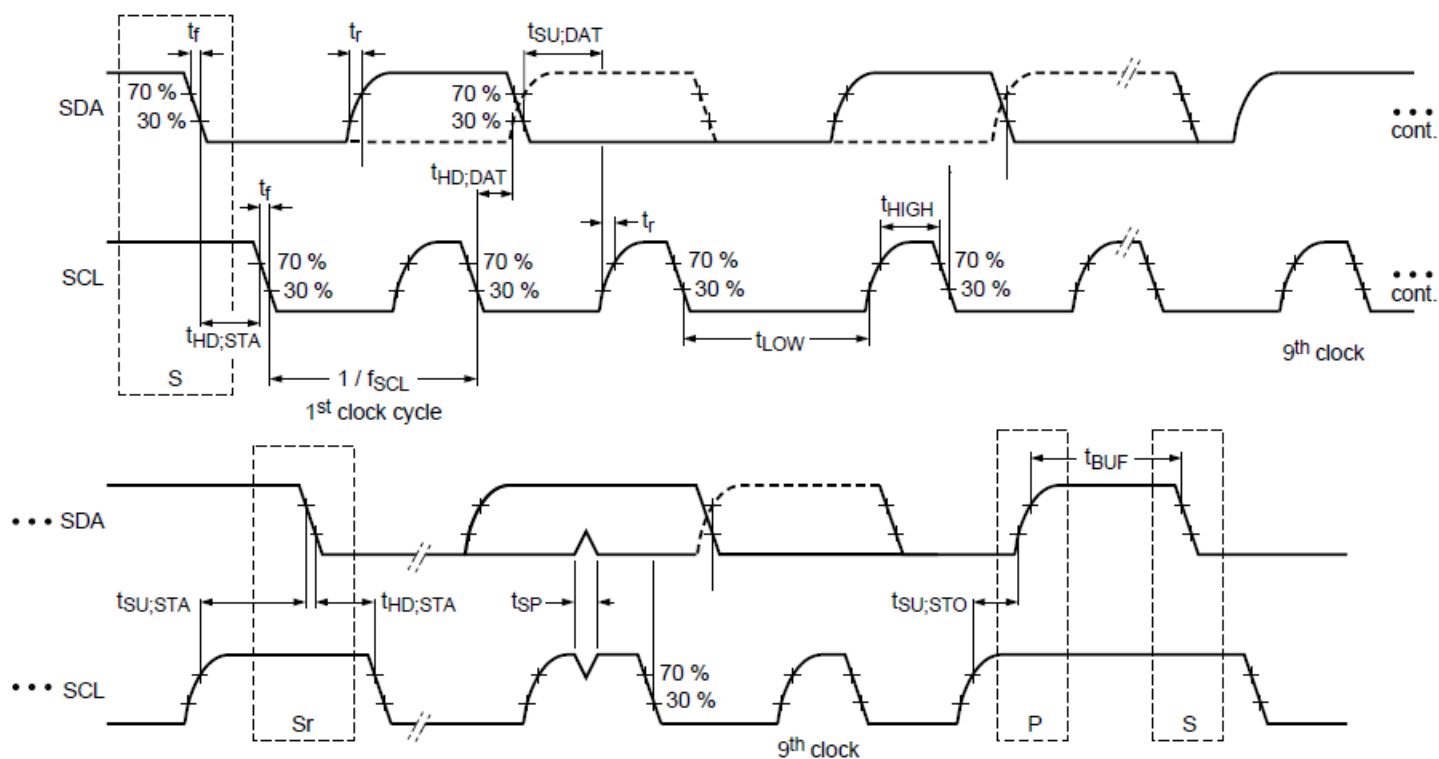 tf
tr
tSU;DAT
SDA
70 %
30 %
70 %
30 %
cont.
tf
tHD;DAT
tr
tHIGH
SCL
70 %
30 %
70 %
30 %
70 %
30 %
70 %
30 %
cont.
tHD;STA
tLOW
9th clock
S
1 / fSCL
1st clock cycle
tBUF
SDA
tSU;STA
tHD;STA
tSP
tSU;STO
SCL
70 %
30 %
Sr
P
S
9th clock